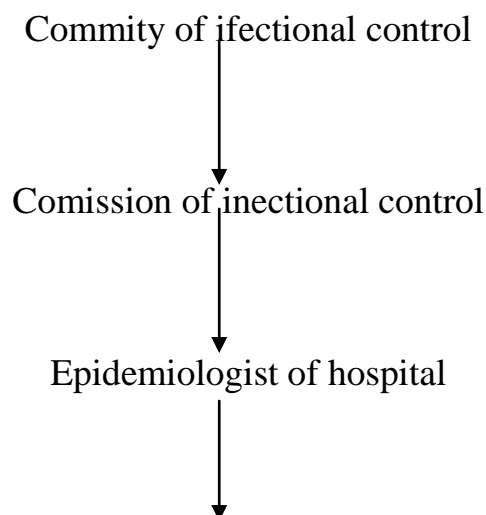 Commity of ifectional control
Comission of inectional control
Epidemiologist of hospital